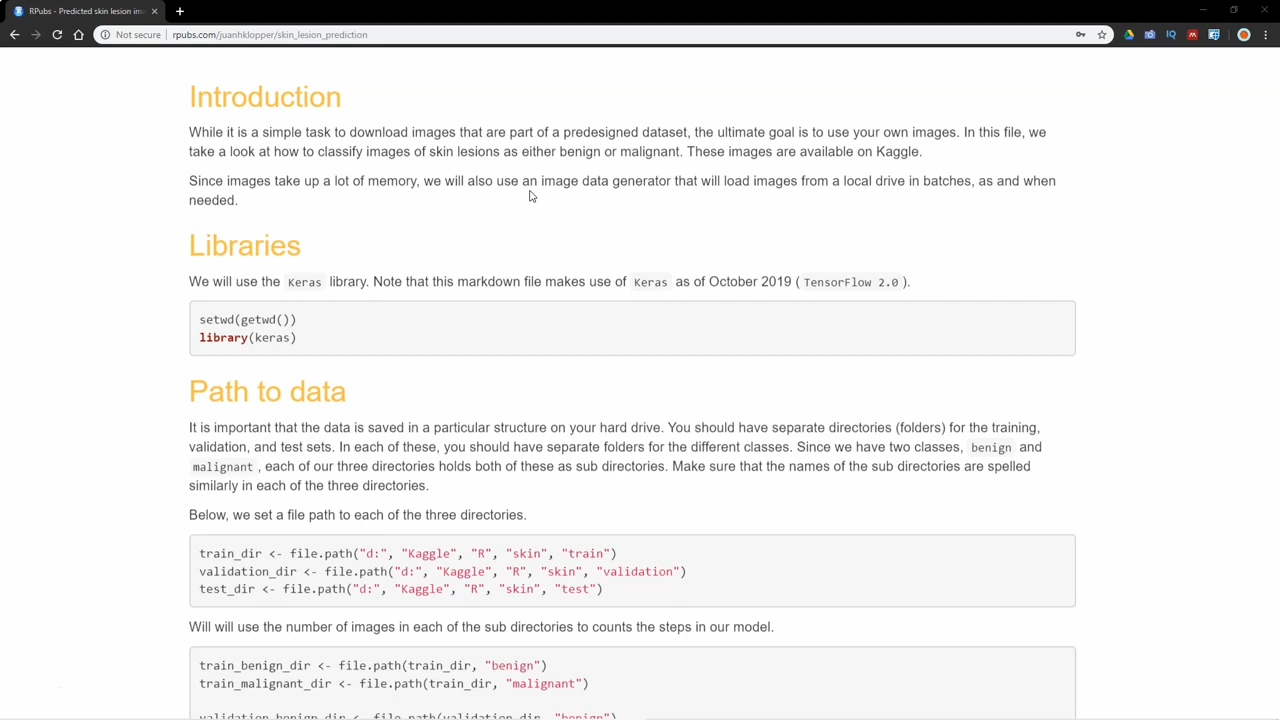 RPubs - Predicted skin lesion im
Not secure rpubs.com/juanhklopper/skin_lesion_prediction
Introduction
While it is a simple task to download images that are part of a predesigned dataset, the ultimate goal is to use your own images. In this file, we
take a look at how to classify images of skin lesions as either benign or malignant. These images are available on Kaggle.
Since images take up a lot of memory, we will also use an image data generator that will load images from a local drive in batches, as and when
needed.
Libraries
We will use the Keras library. Note that this markdown file makes use of Keras as of October 2019 ( TensorFlow 2.0 ).
setwd(getwd())
library(keras)
Path to data
It is important that the data is saved in a particular structure on your hard drive. You should have separate directories (folders) for the training,
validation, and test sets. In each of these, you should have separate folders for the different classes. Since we have two classes, benign and
malignant , each of our three directories holds both of these as sub directories. Make sure that the names of the sub directories are spelled
similarly in each of the three directories.
Below, we set a file path to each of the three directories.
train_dir <- file.path("d:", "Kaggle", "R", "skin", "train")
validation_dir <- file.path("d:", "Kaggle", "R", "skin", "validation")
test_dir <- file.path("d:", "Kaggle", "R", "skin", "test")
Will will use the number of images in each of the sub directories to counts the steps in our model.
train_benign_dir <- file.path(train_dir, "benign")
train_malignant_dir <- file.path(train_dir, "malignant")
validation_benign_dir <- file.path(validation_dir, "benign")